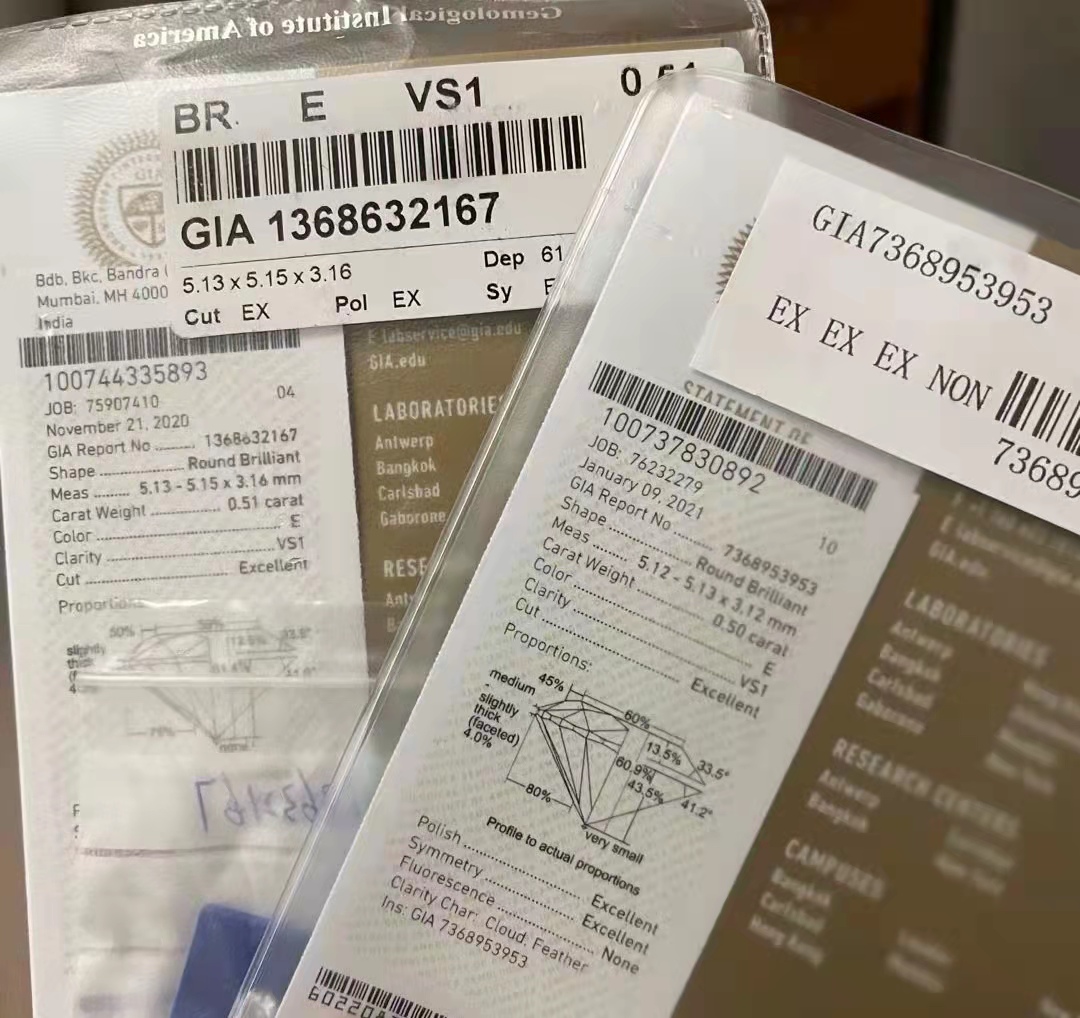 Gemological Institute of America
BR. E VS1
GIA 1368632167
5.13 x 5.15 x 3.16 Dep 61
Cut EX Pol EX Sy
Bdb. Bkc, Bandra
Mumbai, MH 4000
India
100744335893
04
JOB: 75907410
November 21, 2020
GIA Report No ........ 1368632167
Shape ........ Round Brilliant
Meas ........ 5.13 - 5.15 x 3.16 mm
Carat Weight ........ 0.51 carat
Color ........ E
Clarity ........ VS1
Cut ........ Excellent
50%
slightly
E labservice@gia.edu
GIA.edu
LABORATORIES
Antwerp
Bangkok
Carlsbad
Gaborone
RESE
GIA7368953953
EX EX EX NON
73689
STATEMENT OF
100737830892
10
JOB: 76232279
January 09, 2021
GIA Report No ........ 7368953953
Shape ........ Round Brilliant
Meas ........ 5.12 - 5.13 x 3.12 mm
Carat Weight ........ 0.50 carat
Color ........ E
Clarity ........ VS1
Cut ........ Excellent
Proportions:
medium
-
slightly
thick
(faceted)
4.0%
45%
60%
13.5%
33.5°
60.9%
43.5%
41.2°
80%
very small
Profile to actual proportions
Polish ........ Excellent
Symmetry ........ Excellent
Fluorescence ........ None
Clarity Char: Cloud, Feather
Ins: GIA 7368953953
GIA.edu
LABORATORIES
Antwerp
Bangkok
Carlsbad
Gaborone
RESEARCH CENTERS
Antwerp
Bangkok
CAMPUSES
Bangkok
Carlsbad
Hong Kong